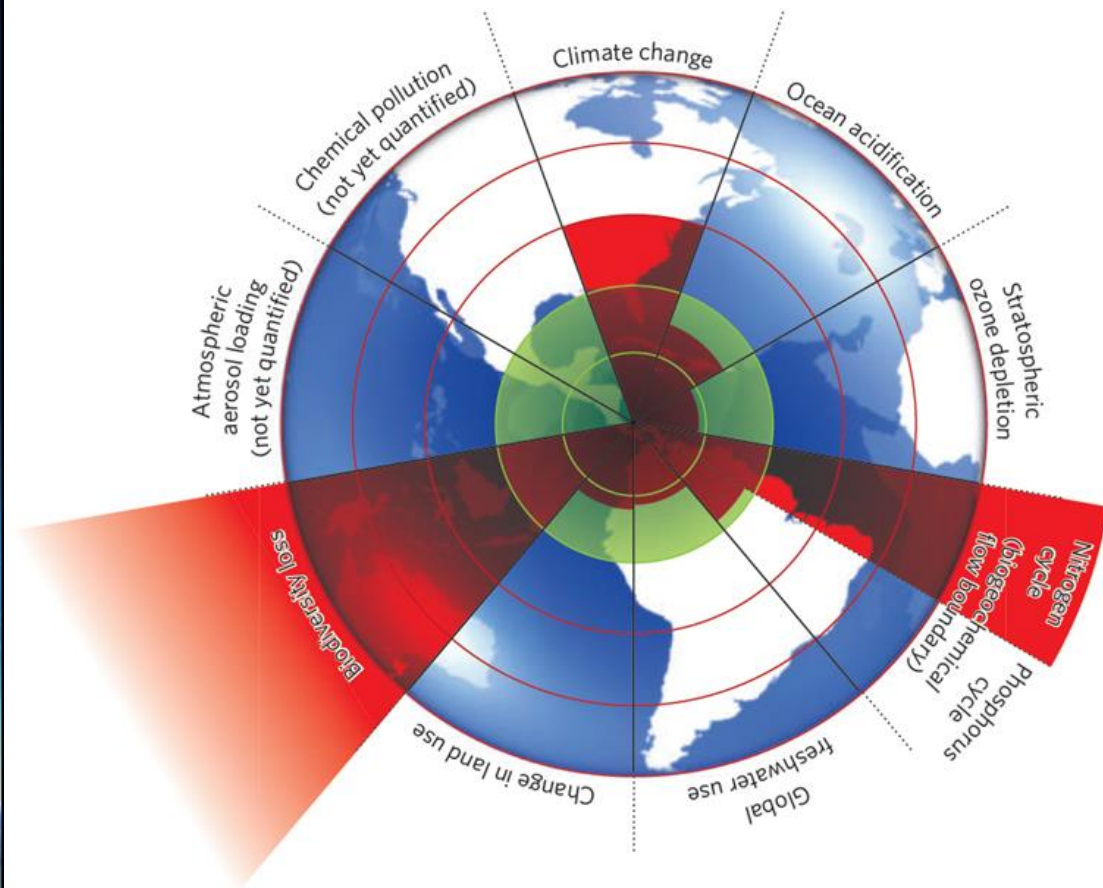 Climate change
Ocean acidification
Stratospheric
ozone depletion
Nitrogen
cycle
(biogeochemical
flow boundary)
Phosphorus
cycle
Global
freshwater use
Change in land use
Biodiversity loss
Atmospheric
aerosol loading
(not yet quantified)
Chemical pollution
(not yet quantified)